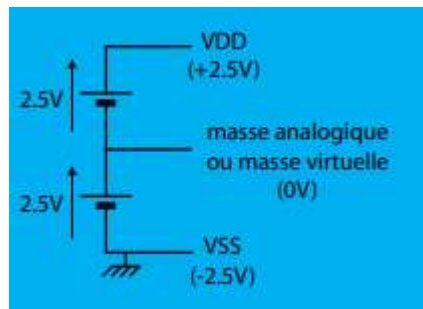 VDD
(+2.5V)
2.5V
masse analogique
ou masse virtuelle
(0V)
2.5V
VSS
(-2.5V)